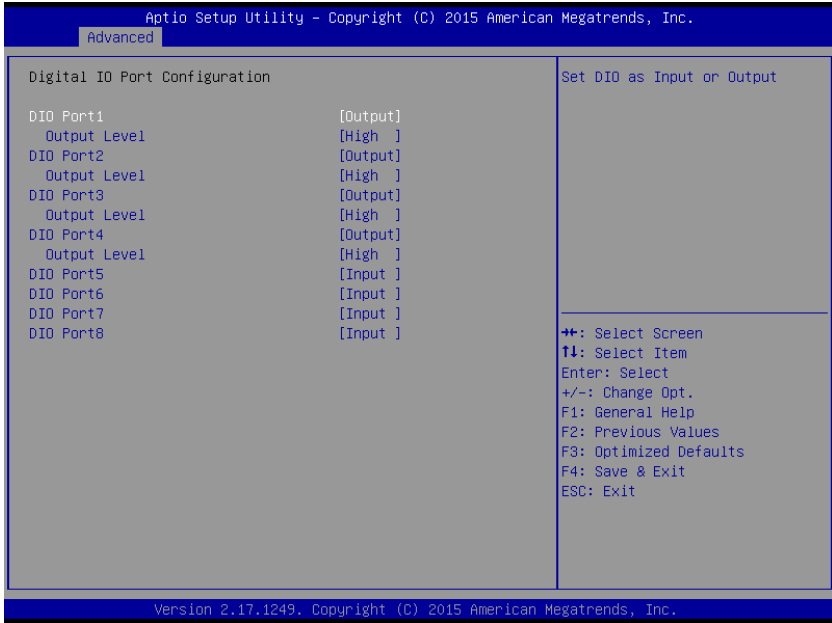 Aptio Setup Utility – Copyright (C) 2015 American Megatrends, Inc.
Advanced
Digital IO Port Configuration
DIO Port1 [Output]
Output Level [High ]
DIO Port2 [Output]
Output Level [High ]
DIO Port3 [Output]
Output Level [High ]
DIO Port4 [Output]
Output Level [High ]
DIO Port5 [Input ]
DIO Port6 [Input ]
DIO Port7 [Input ]
DIO Port8 [Input ]
Set DIO as Input or Output
→←: Select Screen
↑↓: Select Item
Enter: Select
+/-: Change Opt.
F1: General Help
F2: Previous Values
F3: Optimized Defaults
F4: Save & Exit
ESC: Exit
Version 2.17.1249. Copyright (C) 2015 American Megatrends, Inc.